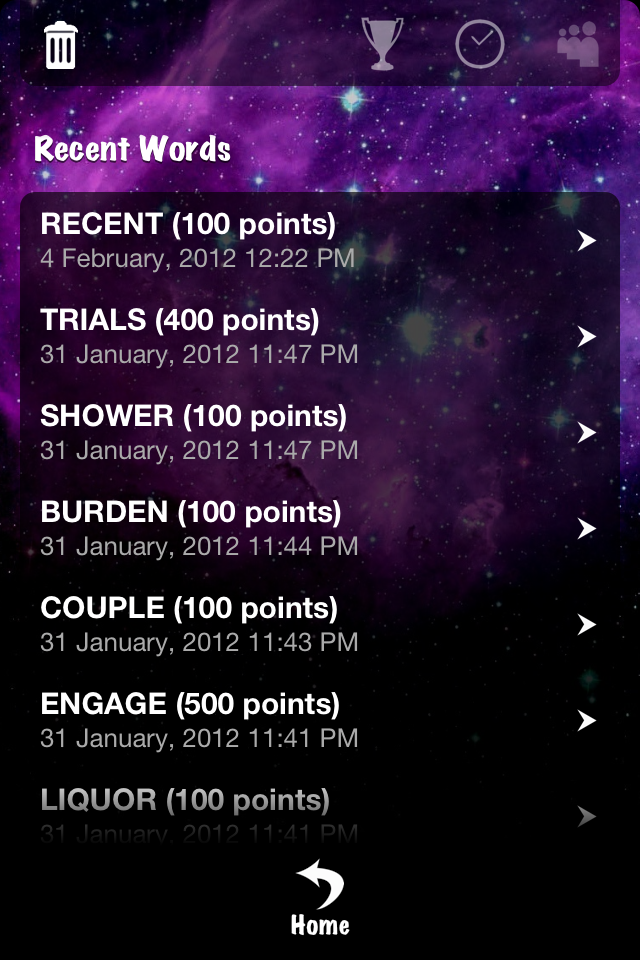 Recent Words
RECENT (100 points)
4 February, 2012 12:22 PM
TRIALS (400 points)
31 January, 2012 11:47 PM
SHOWER (100 points)
31 January, 2012 11:47 PM
BURDEN (100 points)
31 January, 2012 11:44 PM
COUPLE (100 points)
31 January, 2012 11:43 PM
ENGAGE (500 points)
31 January, 2012 11:41 PM
LIQUOR (100 points)
31 January, 2012 11:41 PM
Home